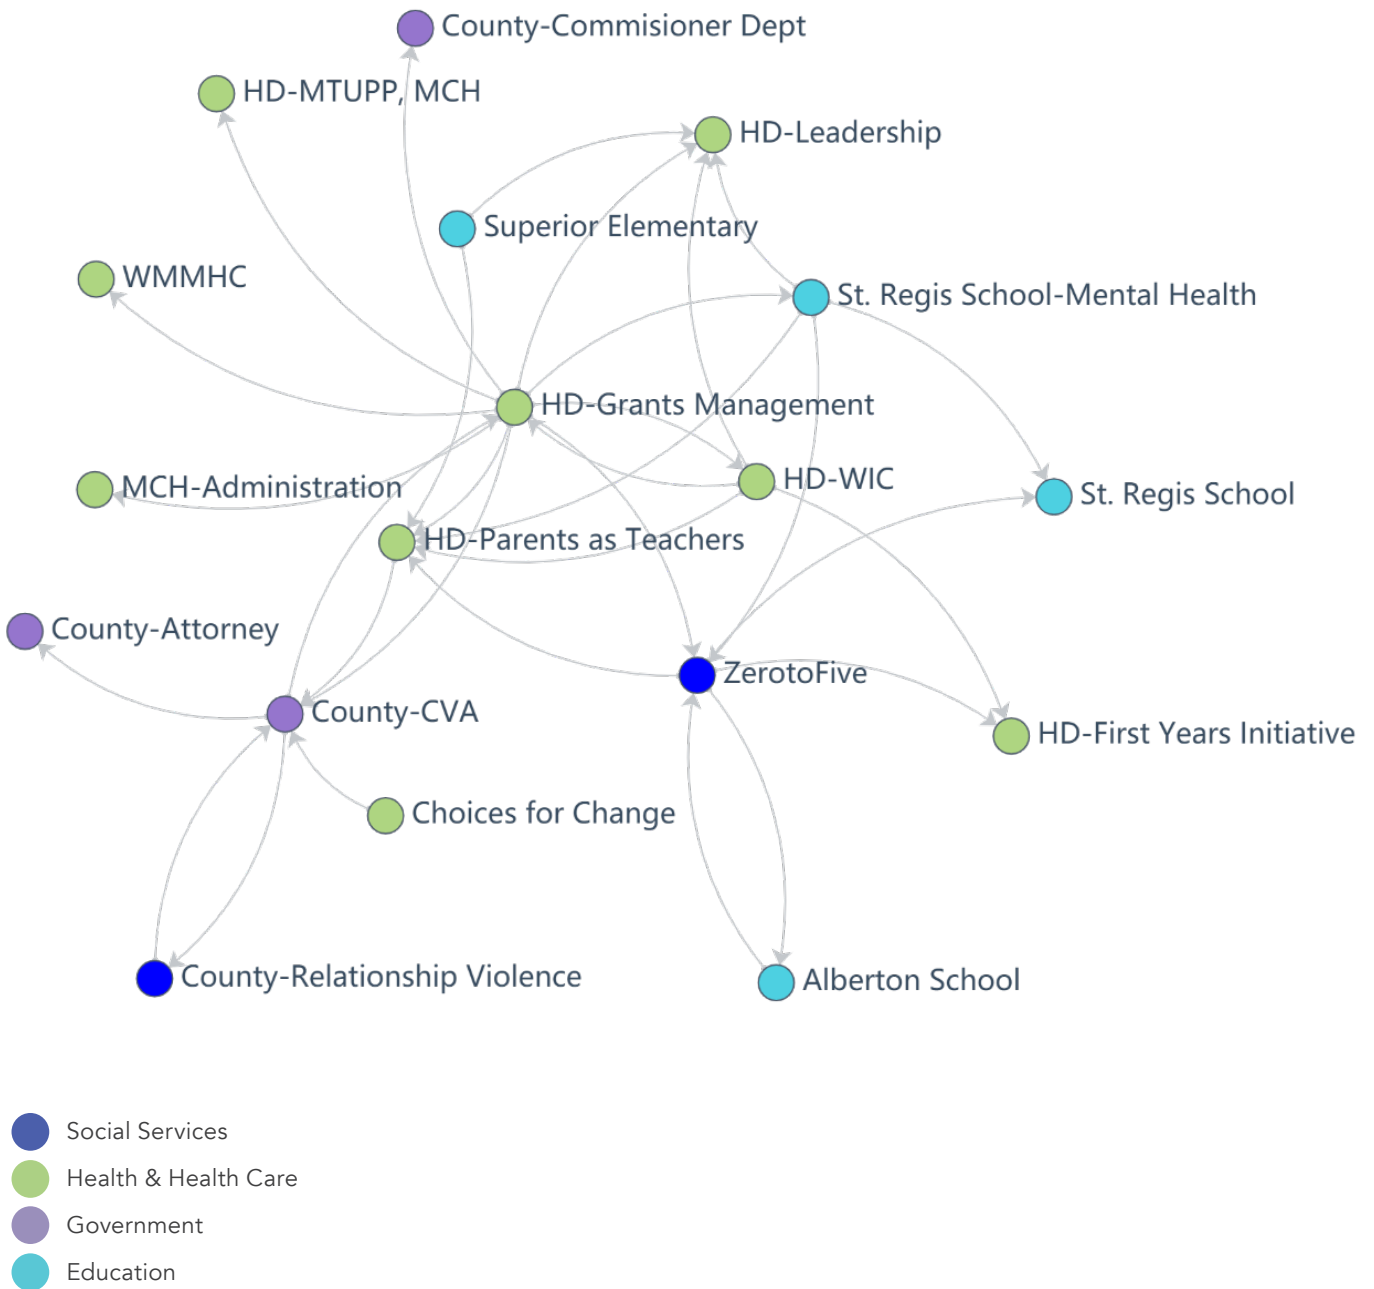 County-Commisioner Dept
HD-MTUPP, MCH
HD-Leadership
Superior Elementary
WMMHC
St. Regis School-Mental Health
HD-Grants Management
HD-WIC
MCH-Administration
St. Regis School
HD-Parents as Teachers
County-Attorney
ZerotoFive
County-CVA
HD-First Years Initiative
Choices for Change
County-Relationship Violence
Alberton School
Social Services
Health & Health Care
Government
Education